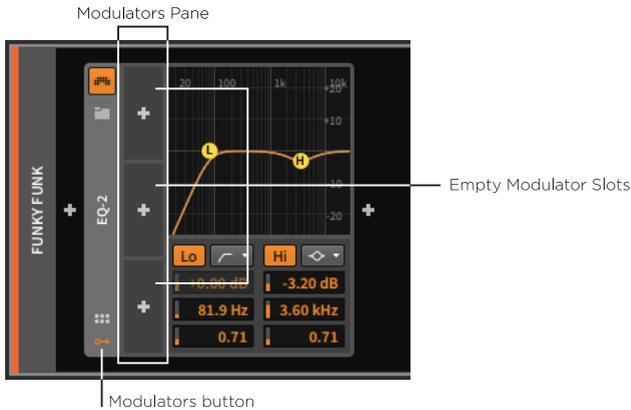 Modulators Pane
20 100 1k 10k
+20
+10
-10
-20
L
H
FUNKY FUNK
EQ-2
Empty Modulator Slots
Lo Hi
+0.00 dB -3.20 dB
81.9 Hz 3.60 kHz
0.71 0.71
Modulators button